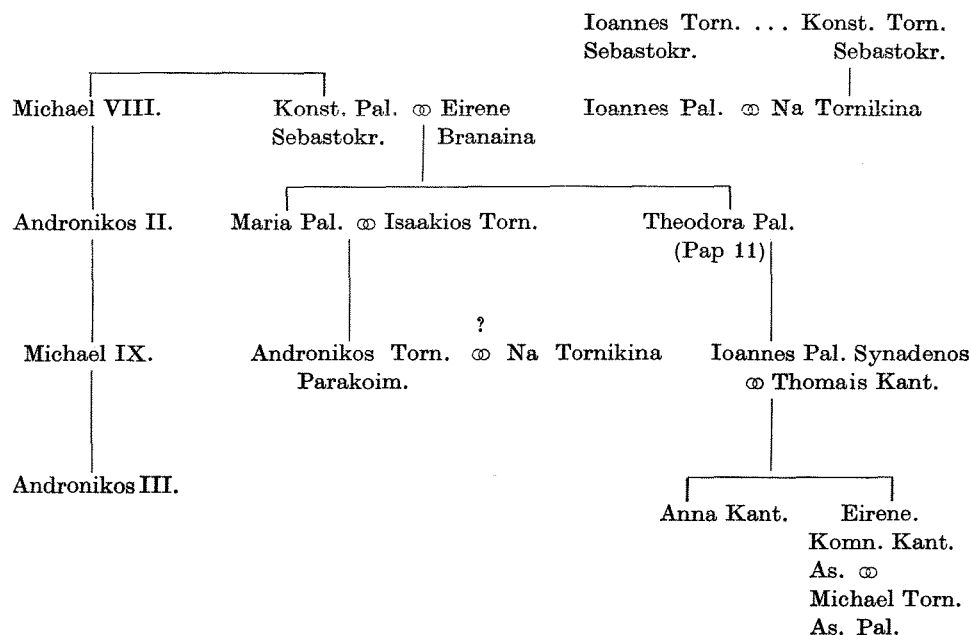 Ioannes Torn. ... Konst. Torn.
Sebastokr. Sebastokr.
Michael VIII. Konst. Pal. ⚭ Eirene Ioannes Pal. ⚭ Na Tornikina
Sebastokr. Branaina
Andronikos II. Maria Pal. ⚭ Isaakios Torn. Theodora Pal.
(Pap 11)
?
Michael IX. Andronikos Torn. ⚭ Na Tornikina Ioannes Pal. Synadenos
Parakoim. ⚭ Thomais Kant.
Andronikos III.
Anna Kant. Eirene.
Komn. Kant.
As. ⚭
Michael Torn.
As. Pal.